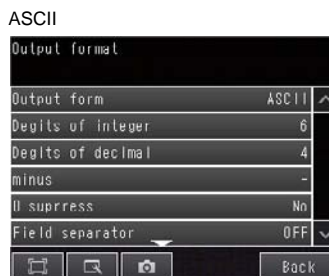 ASCII
Output format
Output form ASCII
Degits of integer 6
Degits of decimal 4
minus -
0 suprress No
Field separator OFF
Back